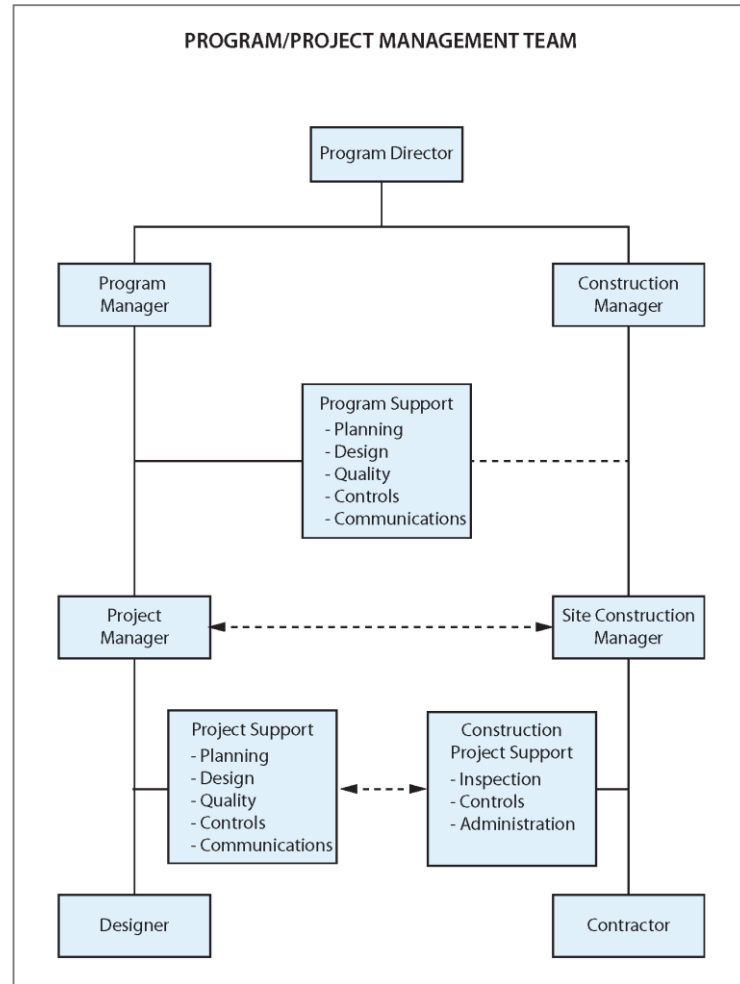 PROGRAM/PROJECT MANAGEMENT TEAM
Program Director
Program
Manager
Construction
Manager
Program Support
- Planning
- Design
- Quality
- Controls
- Communications
Project
Manager
Site Construction
Manager
Project Support
- Planning
- Design
- Quality
- Controls
- Communications
Construction
Project Support
- Inspection
- Controls
- Administration
Designer
Contractor